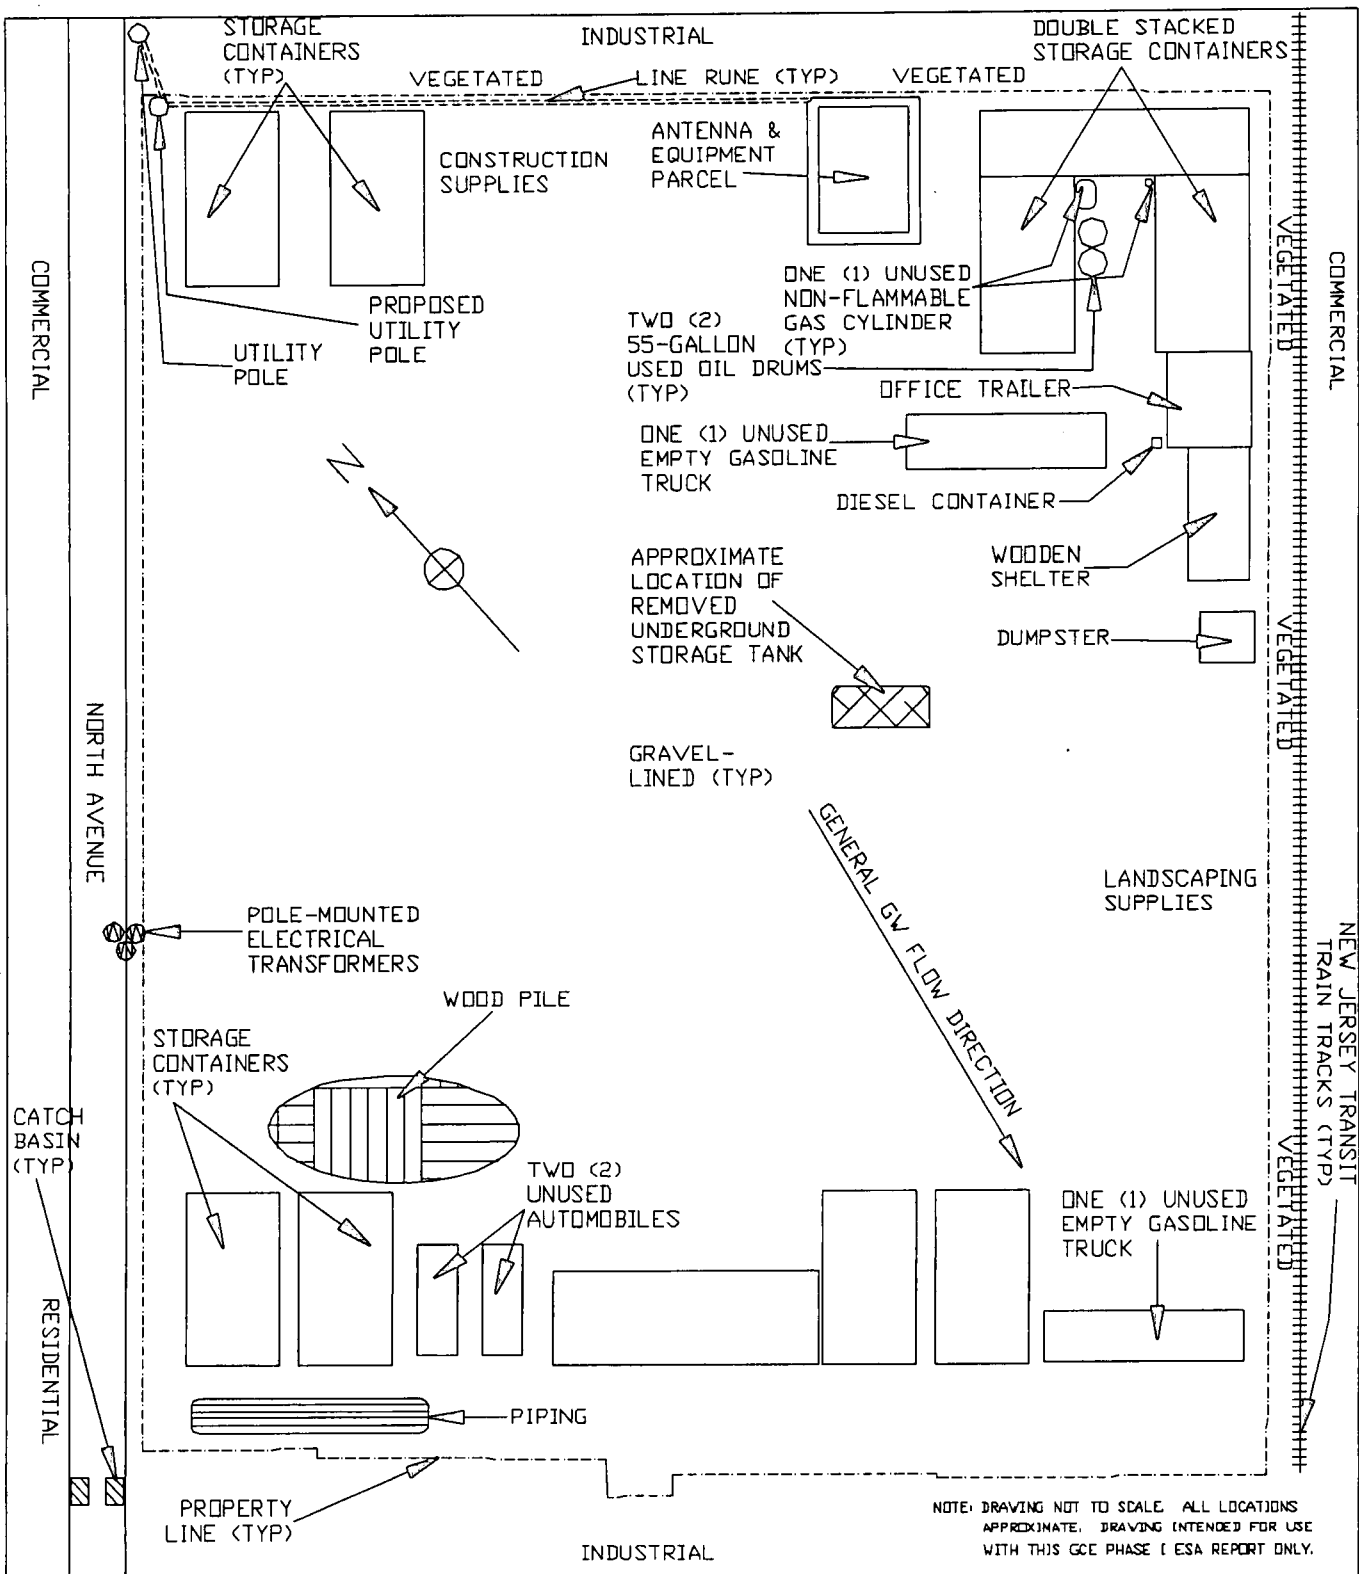 STORAGE
CONTAINERS
(TYP)
INDUSTRIAL
DOUBLE STACKED
STORAGE CONTAINERS
VEGETATED
LINE RUNE (TYP)
VEGETATED
ANTENNA &
EQUIPMENT
PARCEL
CONSTRUCTION
SUPPLIES
COMMERCIAL
VEGETATED
COMMERCIAL
ONE (1) UNUSED
NON-FLAMMABLE
GAS CYLINDER
(TYP)
PROPOSED
UTILITY
POLE
TWO (2)
55-GALLON
USED OIL DRUMS
(TYP)
UTILITY
POLE
OFFICE TRAILER
ONE (1) UNUSED
EMPTY GASOLINE
TRUCK
N
DIESEL CONTAINER
APPROXIMATE
LOCATION OF
REMOVED
UNDERGROUND
STORAGE TANK
WOODEN
SHELTER
DUMPSTER
VEGETATED
NORTH AVENUE
GRAVEL-
LINED (TYP)
GENERAL GW FLOW DIRECTION
LANDSCAPING
SUPPLIES
POLE-MOUNTED
ELECTRICAL
TRANSFORMERS
NEW JERSEY TRANSIT
TRAIN TRACKS (TYP)
WOOD PILE
STORAGE
CONTAINERS
(TYP)
CATCH
BASIN
(TYP)
VEGETATED
TWO (2)
UNUSED
AUTOMOBILES
ONE (1) UNUSED
EMPTY GASOLINE
TRUCK
RESIDENTIAL
PIPING
PROPERTY
LINE (TYP)
INDUSTRIAL
NOTE: DRAWING NOT TO SCALE. ALL LOCATIONS
APPROXIMATE. DRAWING INTENDED FOR USE
WITH THIS GCE PHASE I ESA REPORT ONLY.